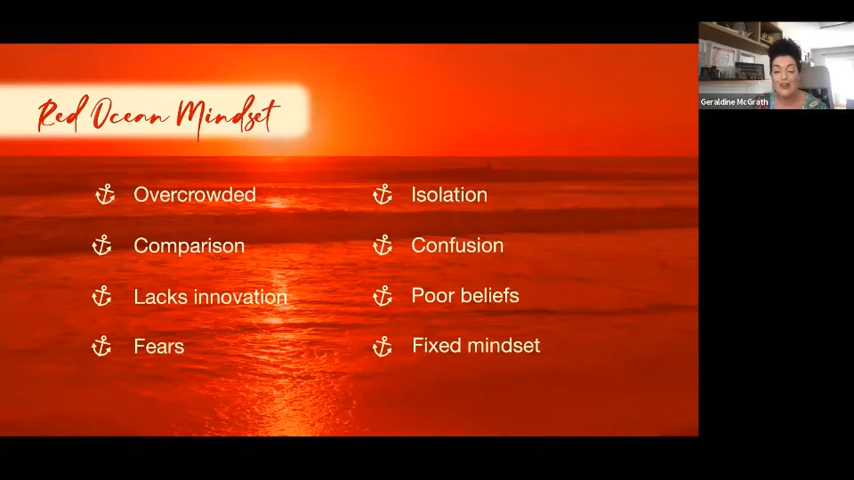 Red Ocean Mindset
Geraldine McGrath
Overcrowded
Comparison
Lacks innovation
Fears
Isolation
Confusion
Poor beliefs
Fixed mindset